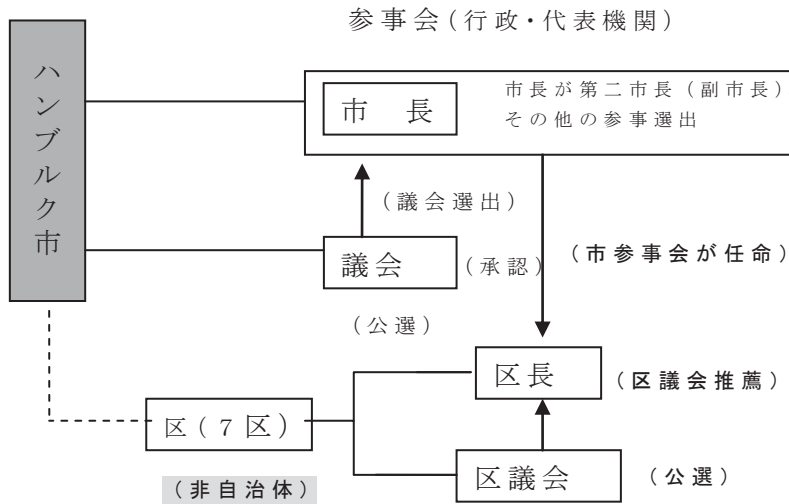 参事会(行政・代表機関)
ハンブルク市
市長
市長が第二市長(副市長)
その他の参事選出
(議会選出)
議会
(承認)
(市参事会が任命)
(公選)
区長
(区議会推薦)
区(7区)
(非自治体)
区議会
(公選)